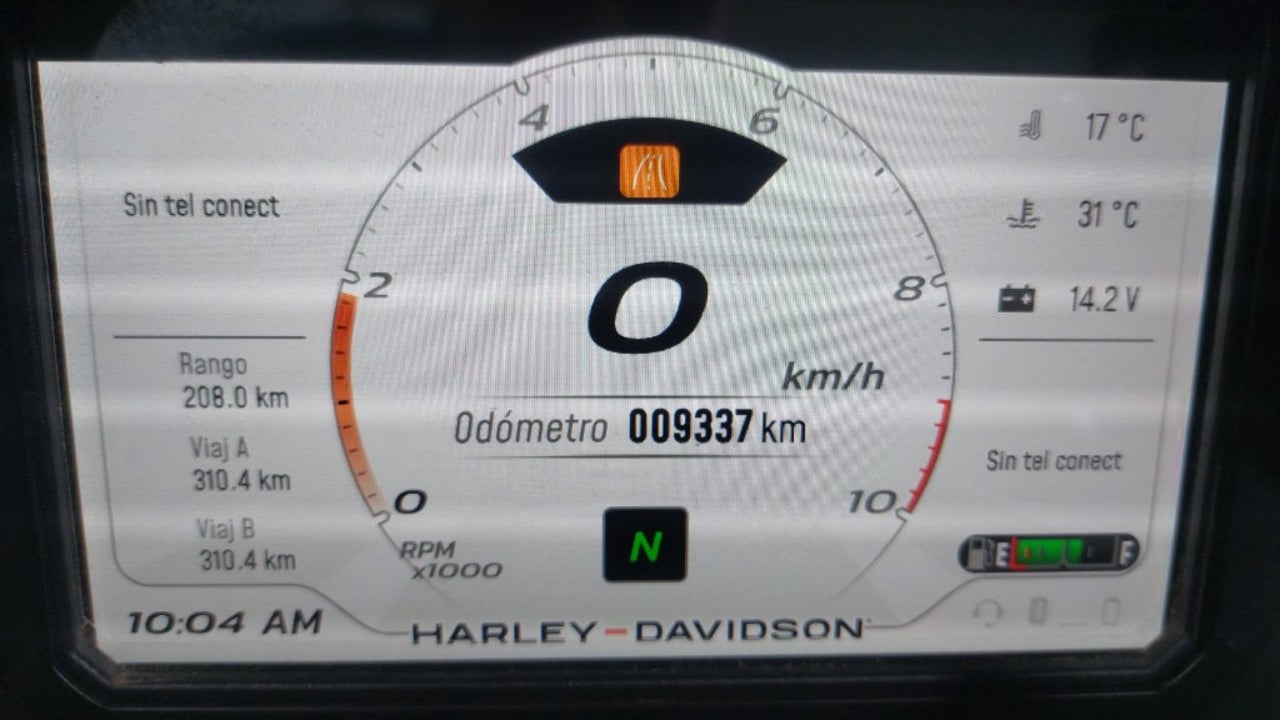 4
6
17 °C
Sin tel conect
31 °C
2
8
0
14.2 V
km/h
Rango
208.0 km
Odómetro 009337 km
Viaj A
310.4 km
Sin tel conect
0
10
Viaj B
310.4 km
RPM
x1000
N
E F
10:04 AM
HARLEY-DAVIDSON